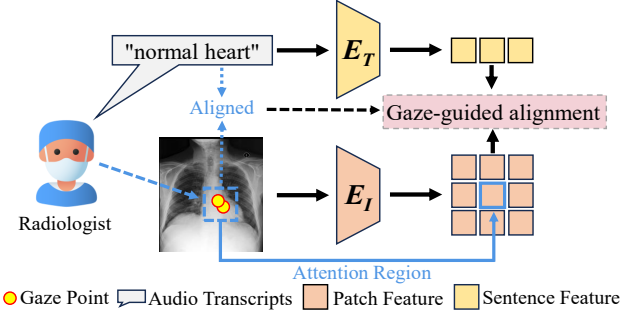 "normal heart"
E_T
Aligned
Gaze-guided alignment
E_I
Radiologist
Attention Region
Gaze Point
Audio Transcripts
Patch Feature
Sentence Feature